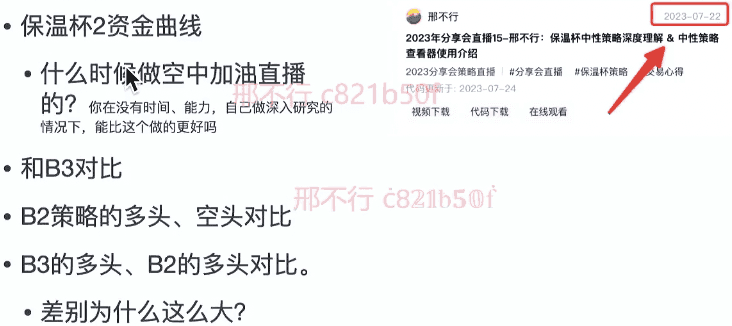 保温杯2资金曲线
什么时候做空中加油直播
的? 你在没有时间、能力，自己做深入研究的
情况下，能比这个做的更好吗
和B3对比
B2策略的多头、空头对比
B3的多头、B2的多头对比。
差别为什么这么大?
邢不行 2023-07-22
2023年分享会直播15-邢不行：保温杯中性策略深度理解 & 中性策略
查看器使用介绍
2023分享会策略直播 #分享会直播 #保温杯策略 交易心得
代码更新于: 2023-07-24
视频下载 代码下载 在线观看
邢不行 c821b50f
邢不行 c821b50f